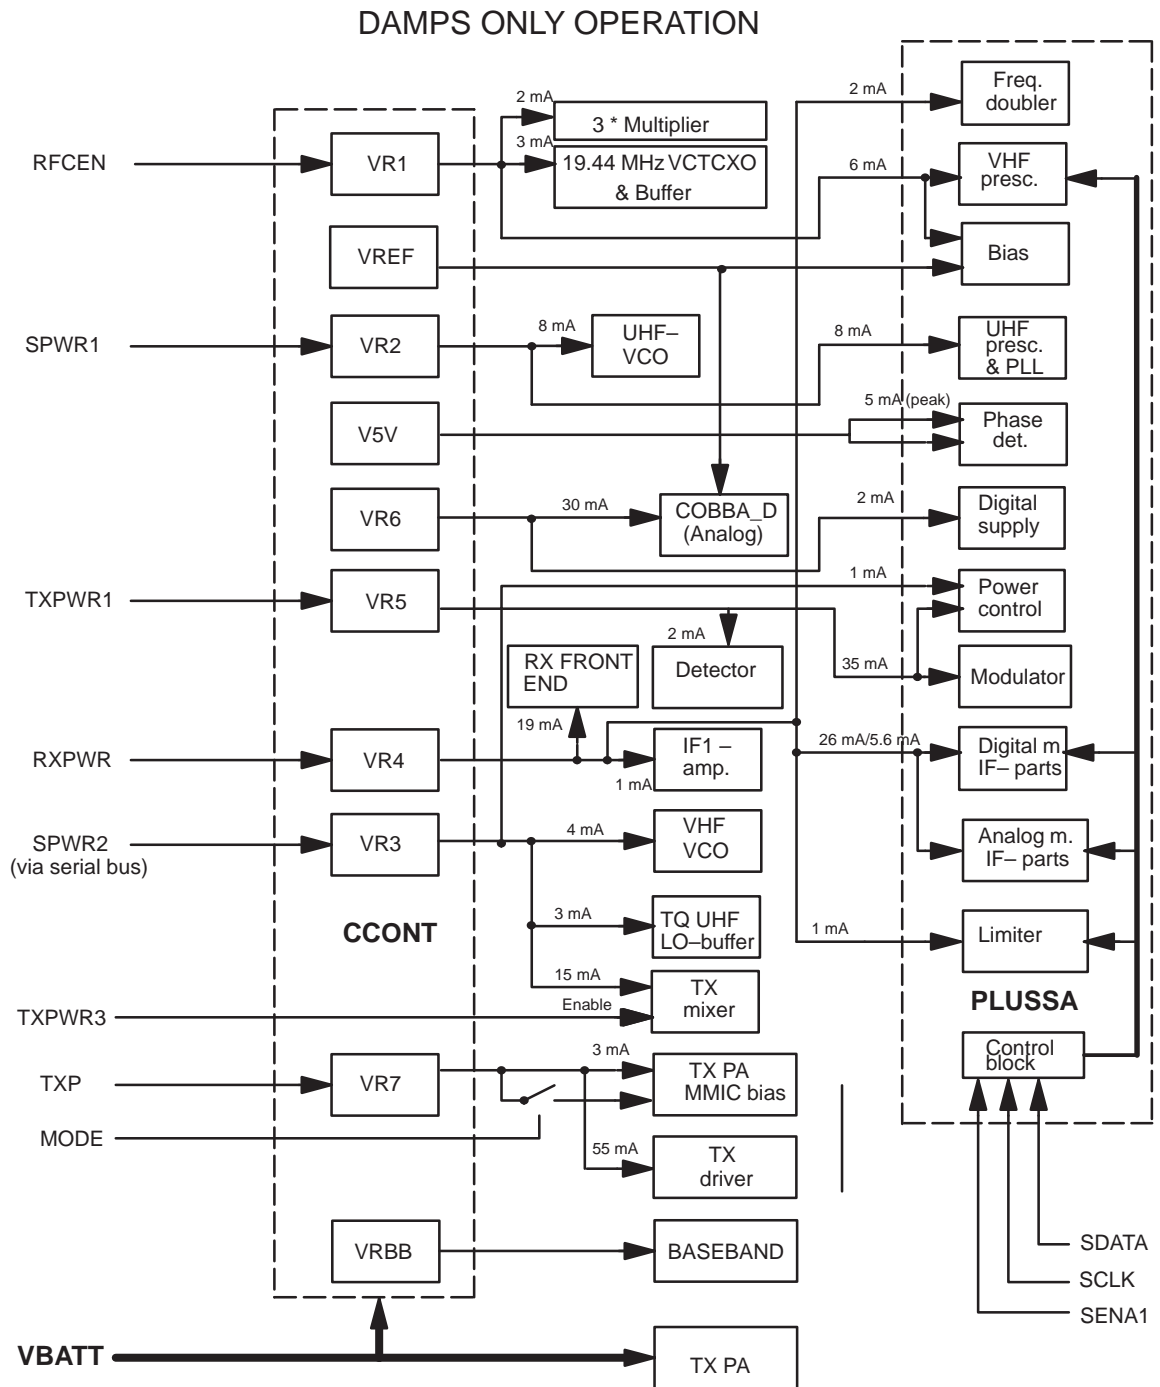 DAMPS ONLY OPERATION
RFCEN
VR1
2 mA
3 * Multiplier
3 mA
19.44 MHz VCTCXO
& Buffer
2 mA
Freq.
doubler
6 mA
VHF
presc.
VREF
Bias
SPWR1
VR2
8 mA
UHF–
VCO
8 mA
UHF
presc.
& PLL
V5V
5 mA (peak)
Phase
det.
VR6
30 mA
COBBA_D
(Analog)
2 mA
Digital
supply
TXPWR1
VR5
1 mA
Power
control
2 mA
Detector
35 mA
Modulator
RX FRONT
END
19 mA
RXPWR
VR4
1 mA
IF1 –
amp.
26 mA/5.6 mA
Digital m.
IF– parts
SPWR2
(via serial bus)
VR3
4 mA
VHF
VCO
Analog m.
IF– parts
CCONT
3 mA
TQ UHF
LO–buffer
1 mA
Limiter
15 mA
TX
mixer
PLUSSA
TXPWR3
Enable
Control
block
TXP
VR7
3 mA
TX PA
MMIC bias
MODE
55 mA
TX
driver
VRBB
BASEBAND
SDATA
SCLK
SENA1
VBATT
TX PA